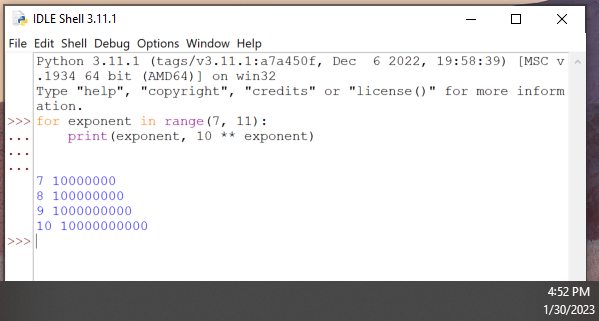 IDLE Shell 3.11.1
File Edit Shell Debug Options Window Help
Python 3.11.1 (tags/v3.11.1:a7a450f, Dec  6 2022, 19:58:39) [MSC v
.1934 64 bit (AMD64)] on win32
Type "help", "copyright", "credits" or "license()" for more inform
ation.
>>> for exponent in range(7, 11):
...     print(exponent, 10 ** exponent)
...
...
7 10000000
8 100000000
9 1000000000
10 10000000000
>>>
4:52 PM
1/30/2023